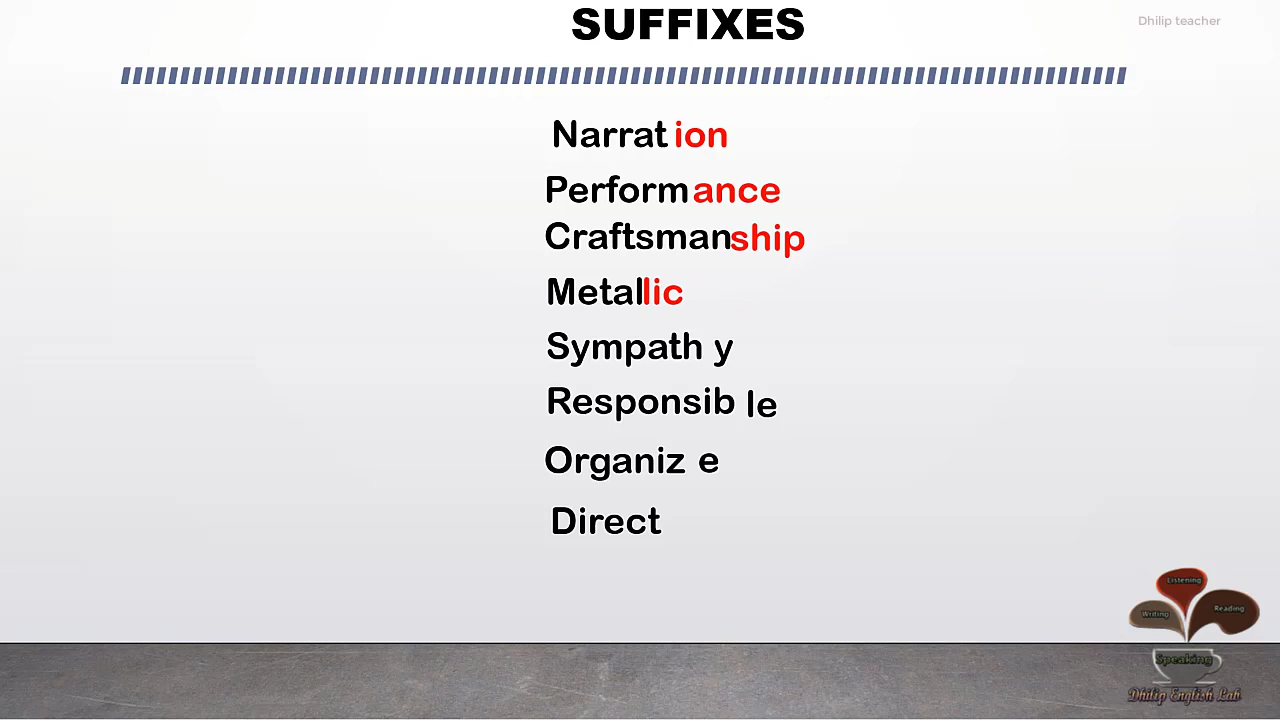 SUFFIXES
Dhilip teacher
Narrat ion
Performance
Craftsmanship
Metallic
Sympath y
Responsib le
Organiz e
Direct
Listening
Writing
Reading
Speaking
Dhilip English Lab